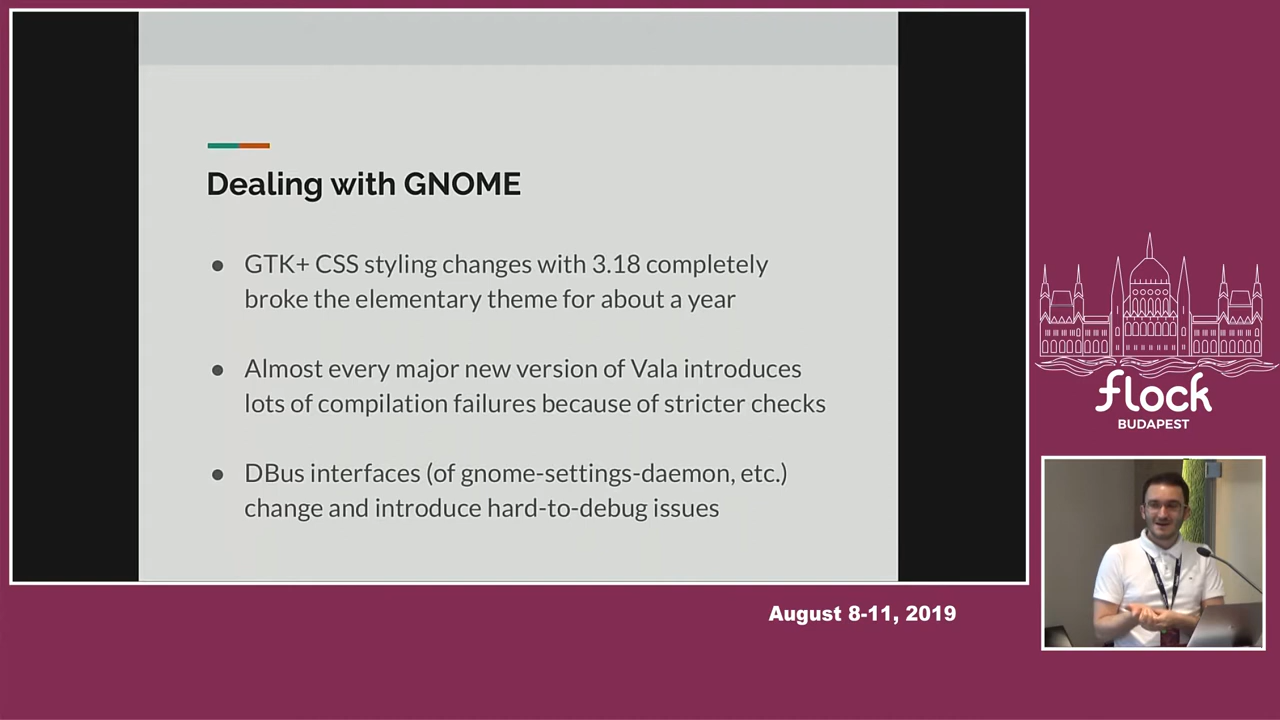 Dealing with GNOME
● GTK+ CSS styling changes with 3.18 completely
broke the elementary theme for about a year
● Almost every major new version of Vala introduces
lots of compilation failures because of stricter checks
● DBus interfaces (of gnome-settings-daemon, etc.)
change and introduce hard-to-debug issues
flock
BUDAPEST
August 8-11, 2019